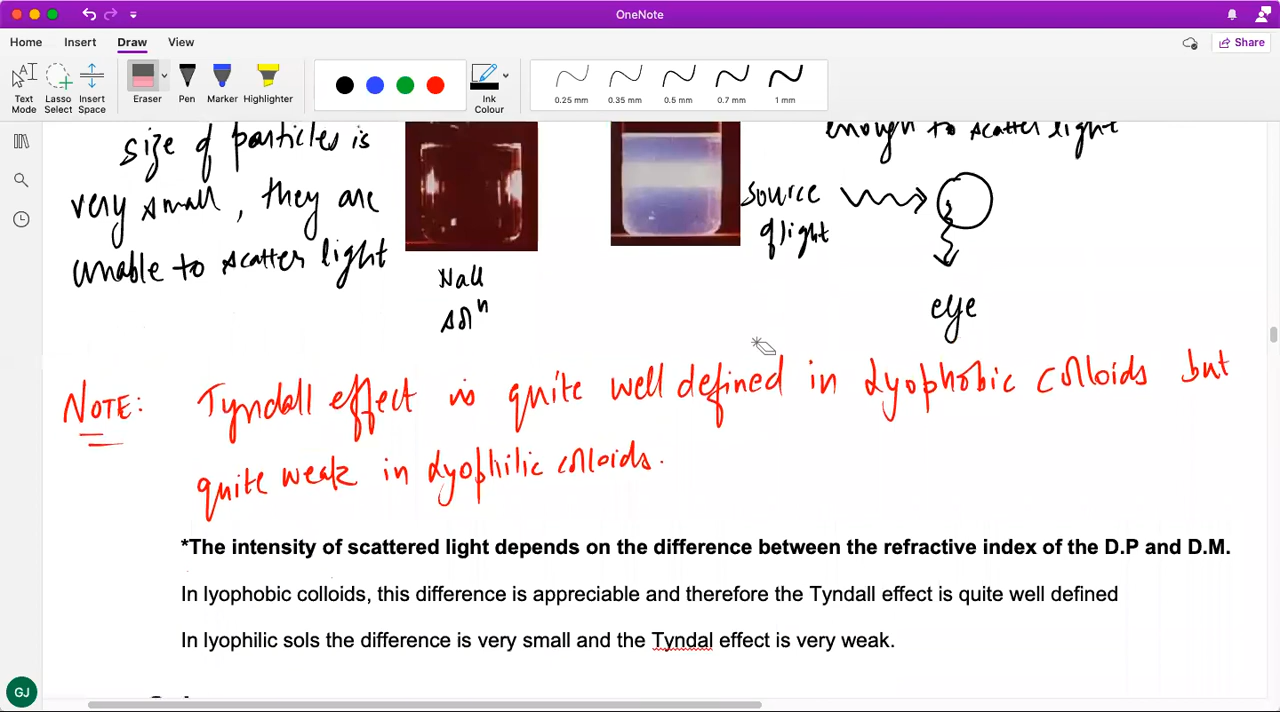 OneNote
Home Insert Draw View
Share
Text Mode
Lasso Select
Insert Space
Eraser
Pen
Marker
Highlighter
Ink Colour
0.25 mm
0.35 mm
0.5 mm
0.7 mm
1 mm
size of particles is
very small, they are
unable to scatter light
NaCl
solⁿ
enough to scatter light
source
of light
eye
NOTE: Tyndall effect is quite well defined in Lyophobic colloids but
quite weak in Lyophilic colloids.
*The intensity of scattered light depends on the difference between the refractive index of the D.P and D.M.
In lyophobic colloids, this difference is appreciable and therefore the Tyndall effect is quite well defined
In lyophilic sols the difference is very small and the Tyndal effect is very weak.
GJ